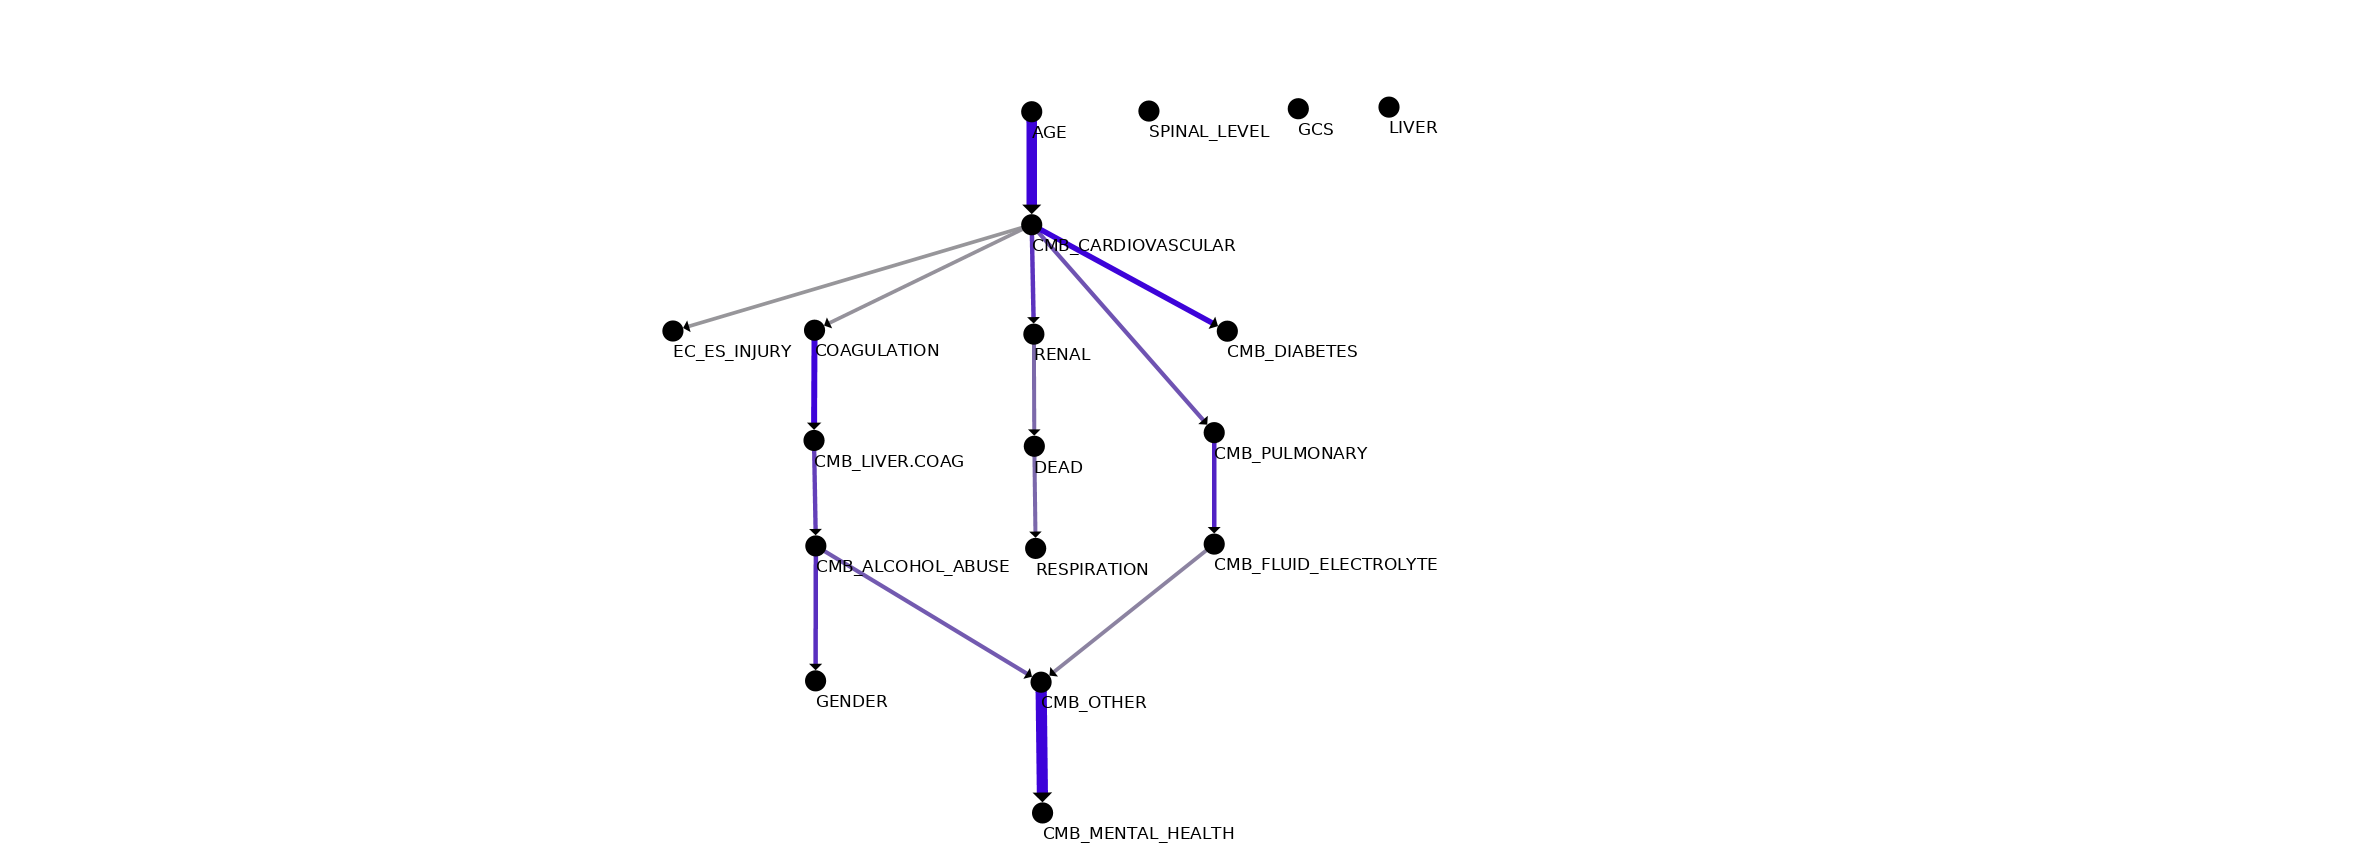 AGE
SPINAL_LEVEL
GCS
LIVER
CMB_CARDIOVASCULAR
EC_ES_INJURY
COAGULATION
RENAL
CMB_DIABETES
CMB_LIVER.COAG
DEAD
CMB_PULMONARY
CMB_ALCOHOL_ABUSE
RESPIRATION
CMB_FLUID_ELECTROLYTE
GENDER
CMB_OTHER
CMB_MENTAL_HEALTH